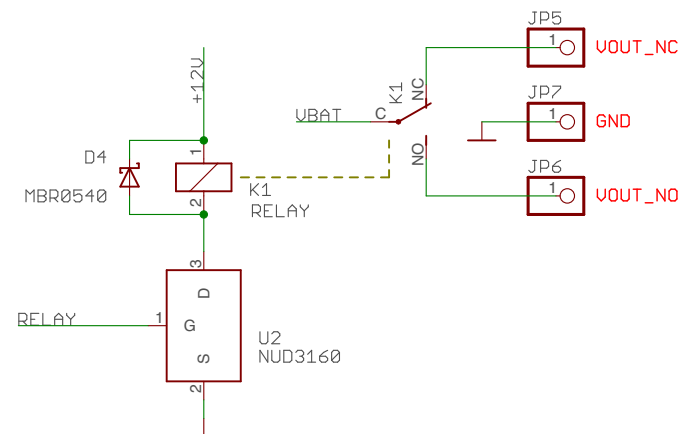 JP5
1
VOUT_NC
+12V
K1
NC
C
VBAT
JP7
1
GND
NO
JP6
1
VOUT_NO
D4
MBR0540
1
2
K1
RELAY
3
D
RELAY
1
G
S
2
U2
NUD3160